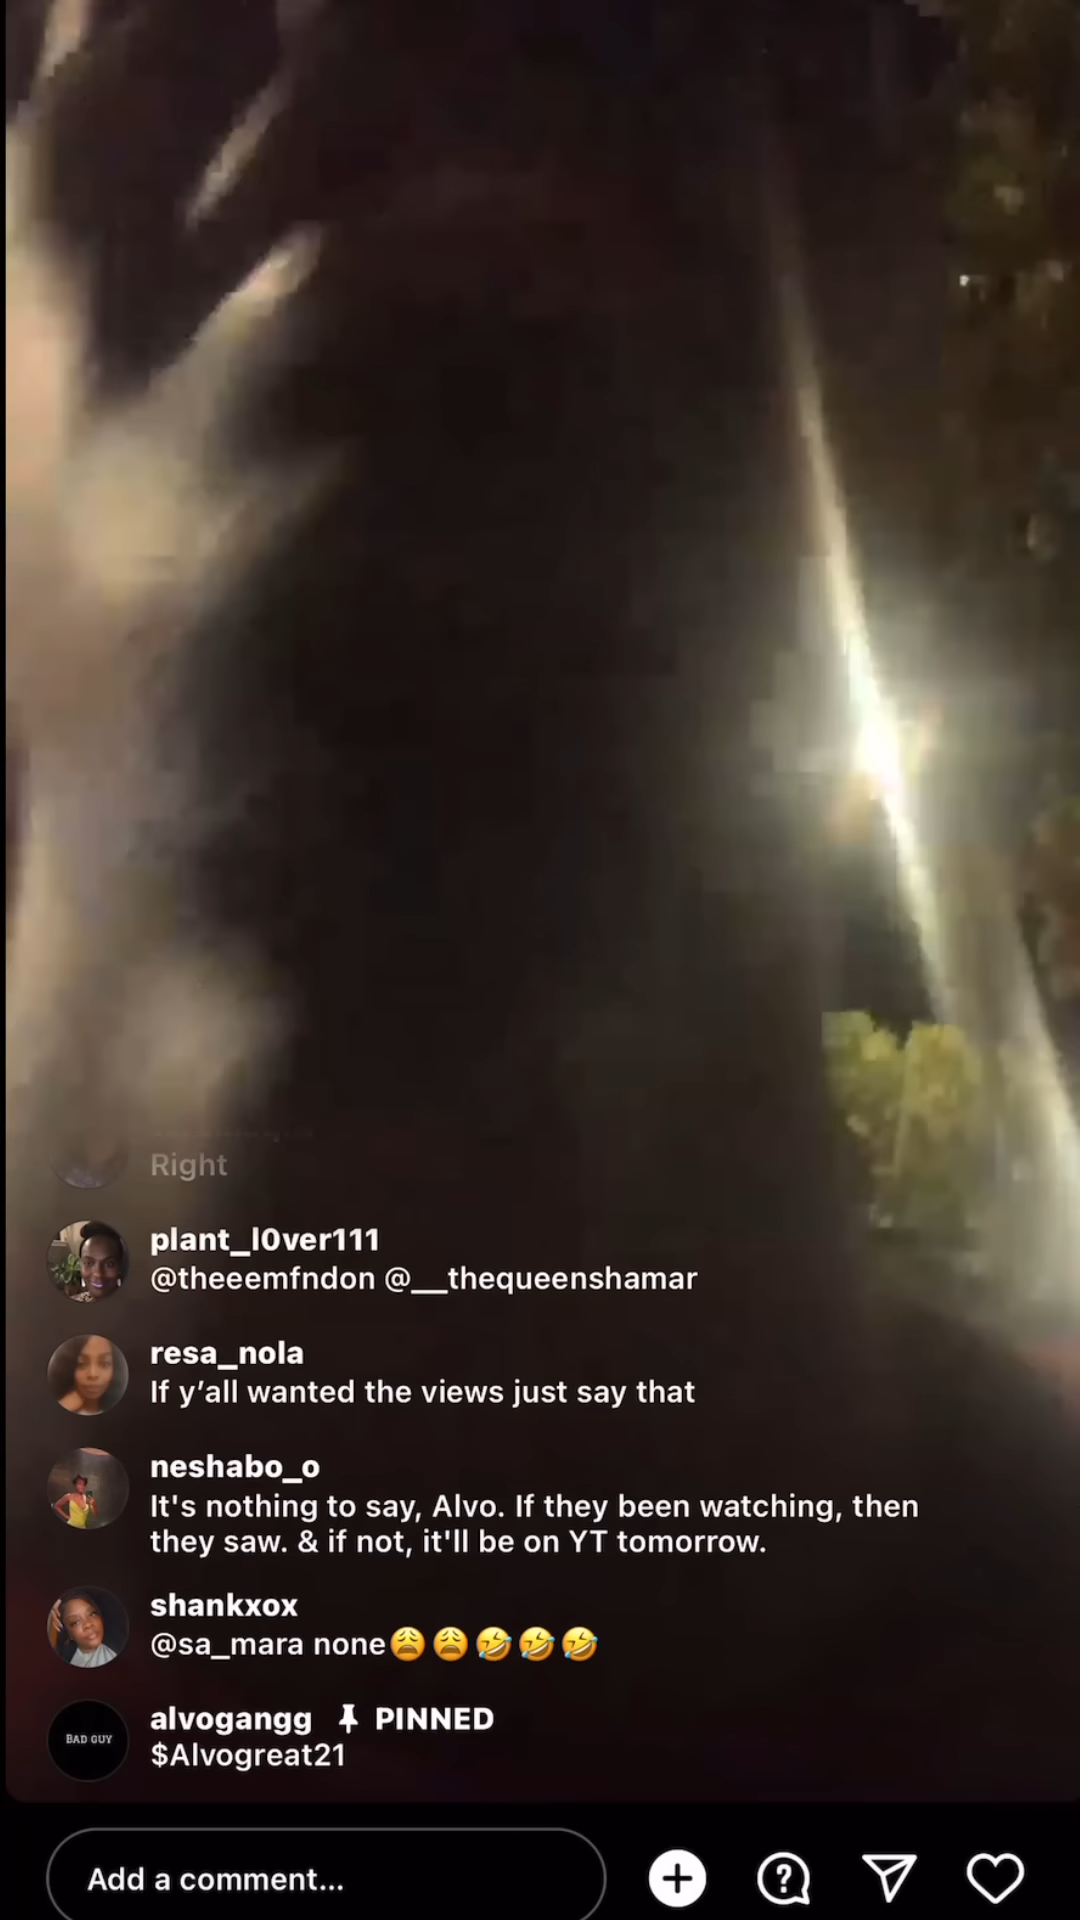 Right
plant_l0ver111
@theeemfndon @__thequeenshamar
resa_nola
If y’all wanted the views just say that
neshabo_o
It's nothing to say, Alvo. If they been watching, then
they saw. & if not, it'll be on YT tomorrow.
shankxox
@sa_mara none😩😩🤣🤣🤣
alvogangg PINNED
BAD GUY
$Alvogreat21
Add a comment...